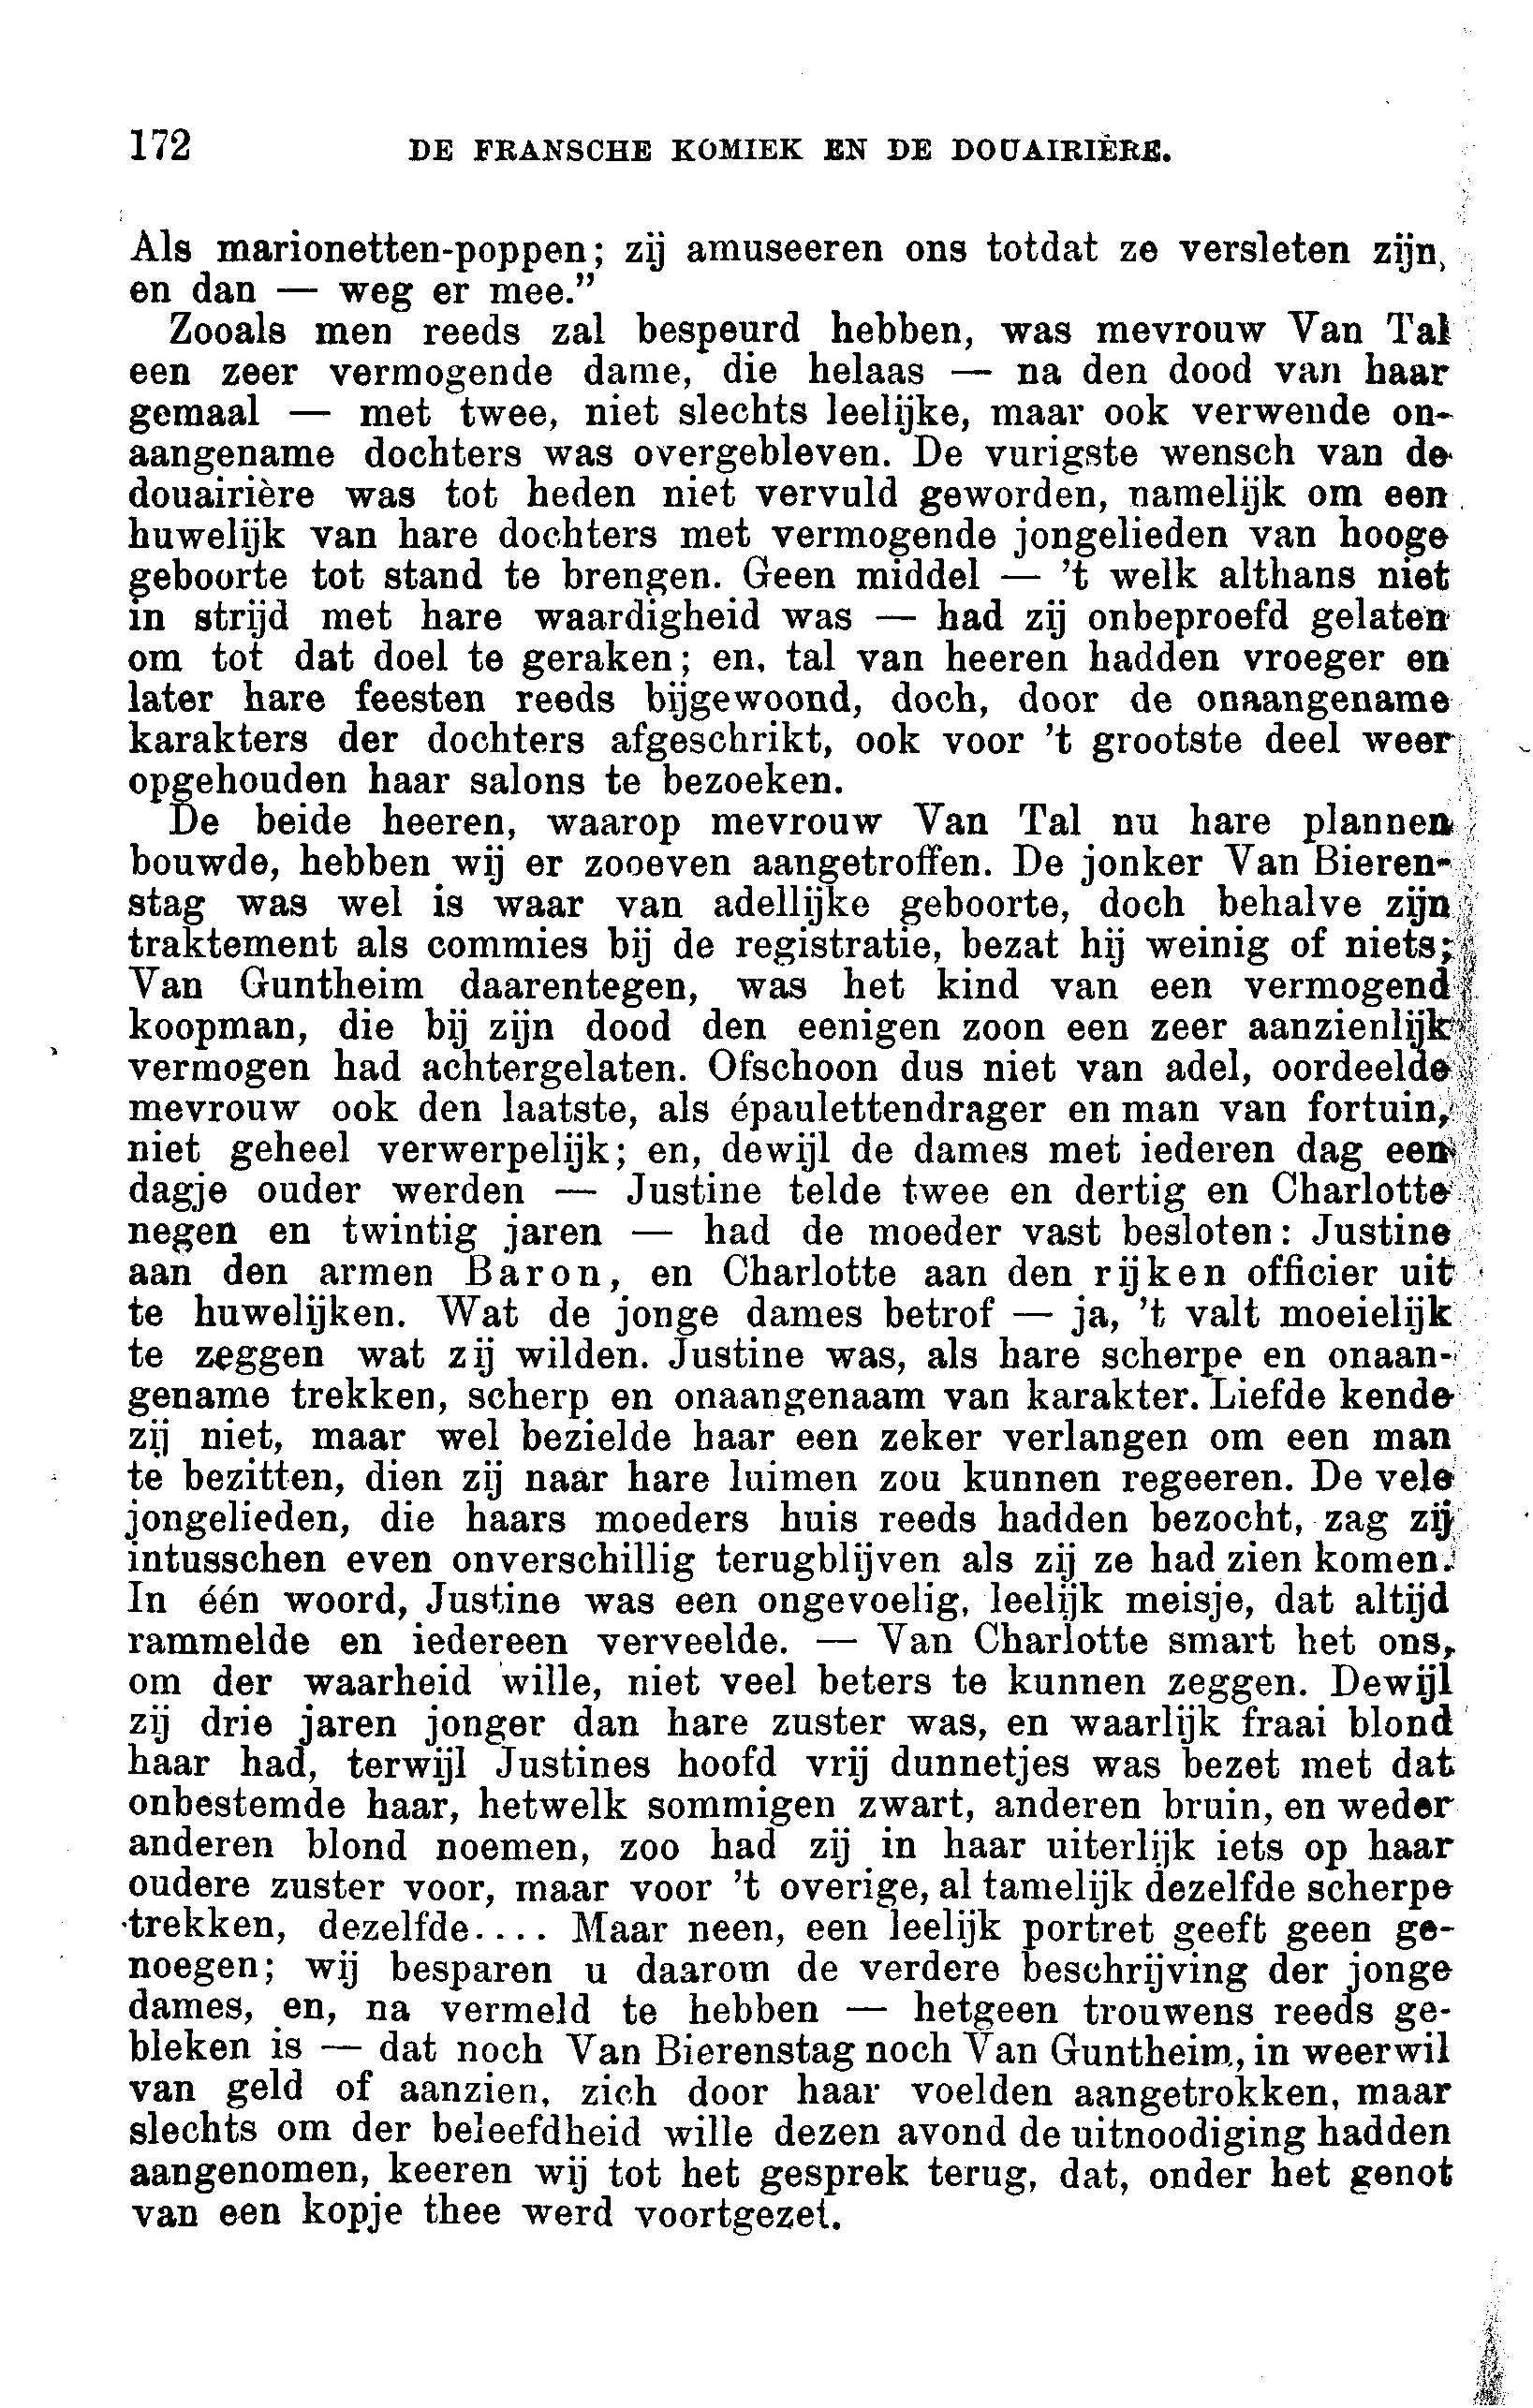 172 DE FRANSCHE KOMIEK EN DE DOUAIRIÈRE.
Als marionetten-poppen; zij amuseeren ons totdat ze versleten zijn,
en dan — weg er mee.”
Zooals men reeds zal bespeurd hebben, was mevrouw Van Tal
een zeer vermogende dame, die helaas — na den dood van haar
gemaal — met twee, niet slechts leelijke, maar ook verwende on-
aangename dochters was overgebleven. De vurigste wensch van de
douairière was tot heden niet vervuld geworden, namelijk om een
huwelijk van hare dochters met vermogende jongelieden van hooge
geboorte tot stand te brengen. Geen middel — 't welk althans niet
in strijd met hare waardigheid was — had zij onbeproefd gelaten
om tot dat doel te geraken; en, tal van heeren hadden vroeger en
later hare feesten reeds bijgewoond, doch, door de onaangename
karakters der dochters afgeschrikt, ook voor 't grootste deel weer
opgehouden haar salons te bezoeken.
De beide heeren, waarop mevrouw Van Tal nu hare plannen
bouwde, hebben wij er zooeven aangetroffen. De jonker Van Bieren-
stag was wel is waar van adellijke geboorte, doch behalve zijn
traktement als commies bij de registratie, bezat hij weinig of niets;
Van Guntheim daarentegen, was het kind van een vermogend
koopman, die bij zijn dood den eenigen zoon een zeer aanzienlijk
vermogen had achtergelaten. Ofschoon dus niet van adel, oordeelde
mevrouw ook den laatste, als épaulettendrager en man van fortuin,
niet geheel verwerpelijk; en, dewijl de dames met iederen dag een
dagje ouder werden — Justine telde twee en dertig en Charlotte
negen en twintig jaren — had de moeder vast besloten: Justine
aan den armen Baron, en Charlotte aan den rijken officier uit
te huwelijken. Wat de jonge dames betrof — ja, 't valt moeielijk
te zeggen wat zij wilden. Justine was, als hare scherpe en onaan-
gename trekken, scherp en onaangenaam van karakter. Liefde kende
zij niet, maar wel bezielde haar een zeker verlangen om een man
te bezitten, dien zij naar hare luimen zou kunnen regeeren. De vele
jongelieden, die haars moeders huis reeds hadden bezocht, zag zij
intusschen even onverschillig terugblijven als zij ze had zien komen.
In één woord, Justine was een ongevoelig, leelijk meisje, dat altijd
rammelde en iedereen verveelde. — Van Charlotte smart het ons,
om der waarheid wille, niet veel beters te kunnen zeggen. Dewijl
zij drie jaren jonger dan hare zuster was, en waarlijk fraai blond
haar had, terwijl Justines hoofd vrij dunnetjes was bezet met dat
onbestemde haar, hetwelk sommigen zwart, anderen bruin, en weder
anderen blond noemen, zoo had zij in haar uiterlijk iets op haar
oudere zuster voor, maar voor 't overige, al tamelijk dezelfde scherpe
trekken, dezelfde.... Maar neen, een leelijk portret geeft geen ge-
noegen; wij besparen u daarom de verdere beschrijving der jonge
dames, en, na vermeld te hebben — hetgeen trouwens reeds ge-
bleken is — dat noch Van Bierenstag noch Van Guntheim, in weerwil
van geld of aanzien, zich door haar voelden aangetrokken, maar
slechts om der beleefdheid wille dezen avond de uitnoodiging hadden
aangenomen, keeren wij tot het gesprek terug, dat, onder het genot
van een kopje thee werd voortgezet.